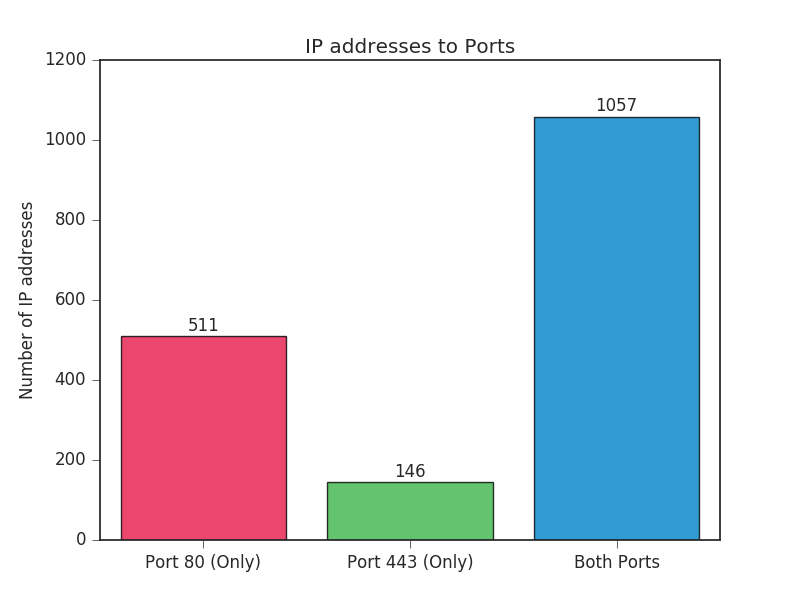 IP addresses to Ports
1200
1000
800
600
400
200
0
Number of IP addresses
511
146
1057
Port 80 (Only)
Port 443 (Only)
Both Ports